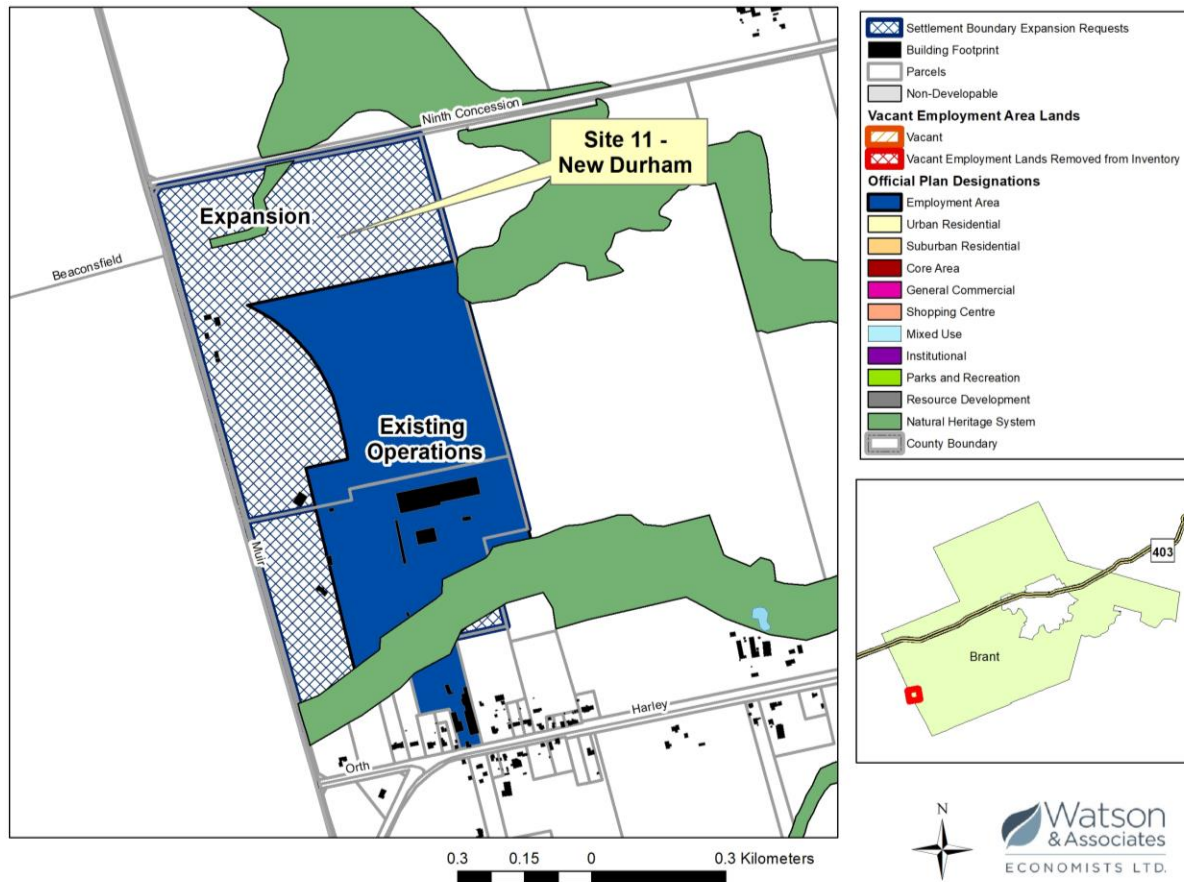 Ninth Concession
Site 11 -
New Durham
Expansion
Beaconsfield
Existing
Operations
Muir
Harley
Orth
0.3 0.15 0 0.3 Kilometers
Settlement Boundary Expansion Requests
Building Footprint
Parcels
Non-Developable
Vacant Employment Area Lands
Vacant
Vacant Employment Lands Removed from Inventory
Official Plan Designations
Employment Area
Urban Residential
Suburban Residential
Core Area
General Commercial
Shopping Centre
Mixed Use
Institutional
Parks and Recreation
Resource Development
Natural Heritage System
County Boundary
403
Brant
N
Watson
& Associates
ECONOMISTS LTD.